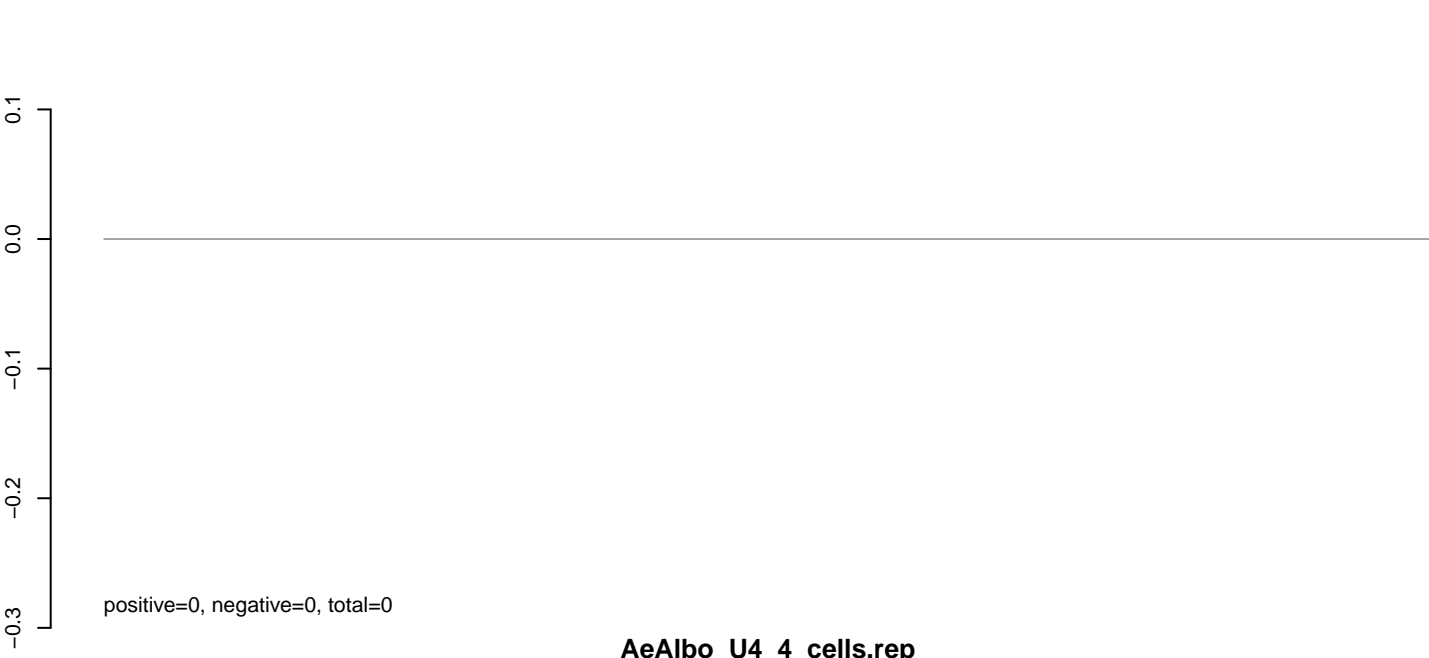 0.1
0.0
−0.1
−0.2
−0.3
positive=0, negative=0, total=0
AeAlbo_U4_4_cells.rep